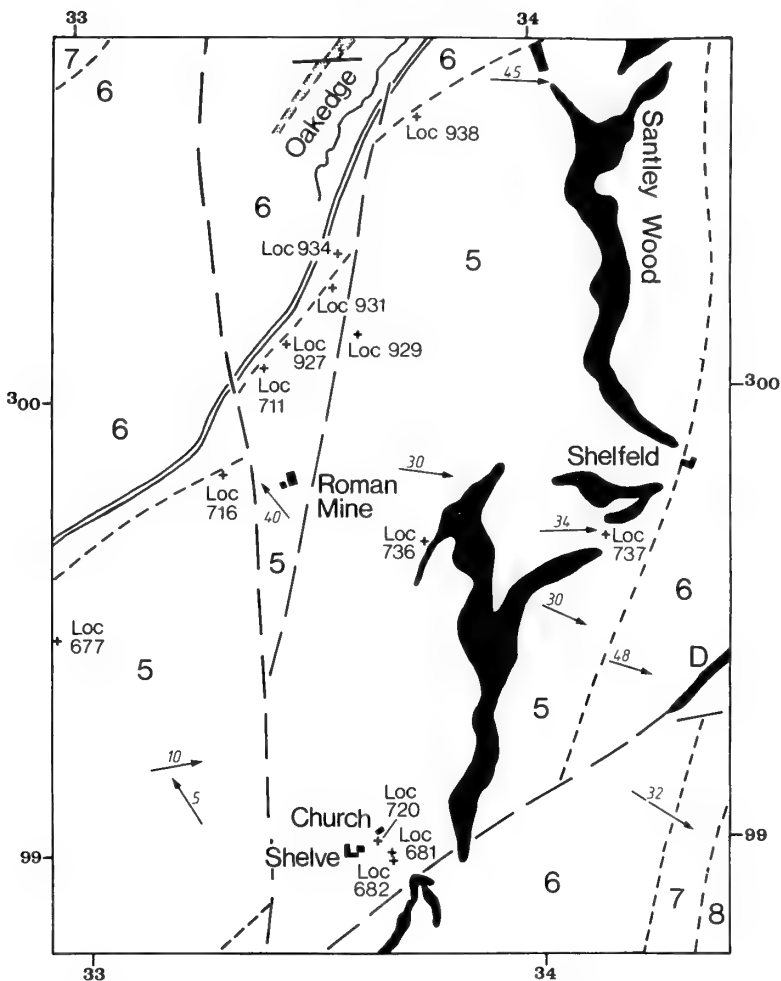 33
34
7
6
6
45
Oakedge
Loc 938
Santley Wood
6
Loc 934
5
Loc 931
Loc
927
Loc 929
Loc
711
300
300
6
Shelfeld
30
Roman
Mine
Loc
716
40
34
Loc
736
Loc
737
5
6
30
Loc
677
48
D
5
5
10
32
5
Loc
720
Church
Loc
681
99
Shelve
99
Loc
682
6
7
8
33
34